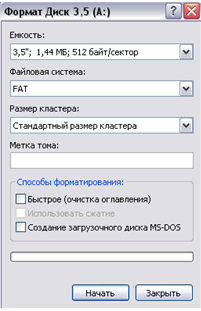 Формат Диск 3,5 (A:)
Емкость:
3,5"; 1,44 МБ; 512 байт/сектор
Файловая система:
FAT
Размер кластера:
Стандартный размер кластера
Метка тома:
Способы форматирования:
Быстрое (очистка оглавления)
Использовать сжатие
Создание загрузочного диска MS-DOS
Начать Закрыть